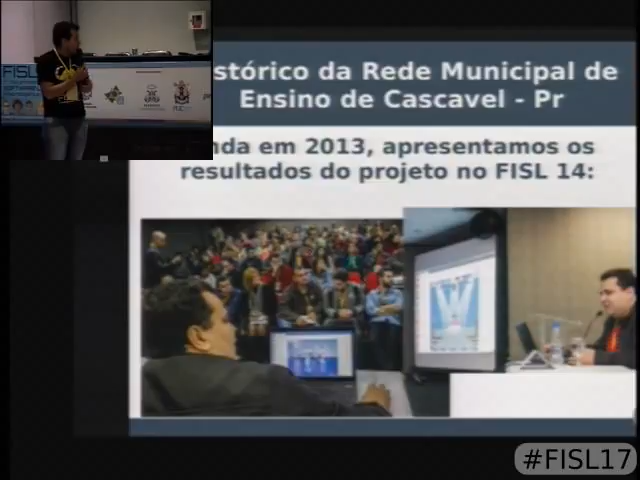 FISL
stórico da Rede Municipal de
Ensino de Cascavel - Pr
nda em 2013, apresentamos os
resultados do projeto no FISL 14:
#FISL17